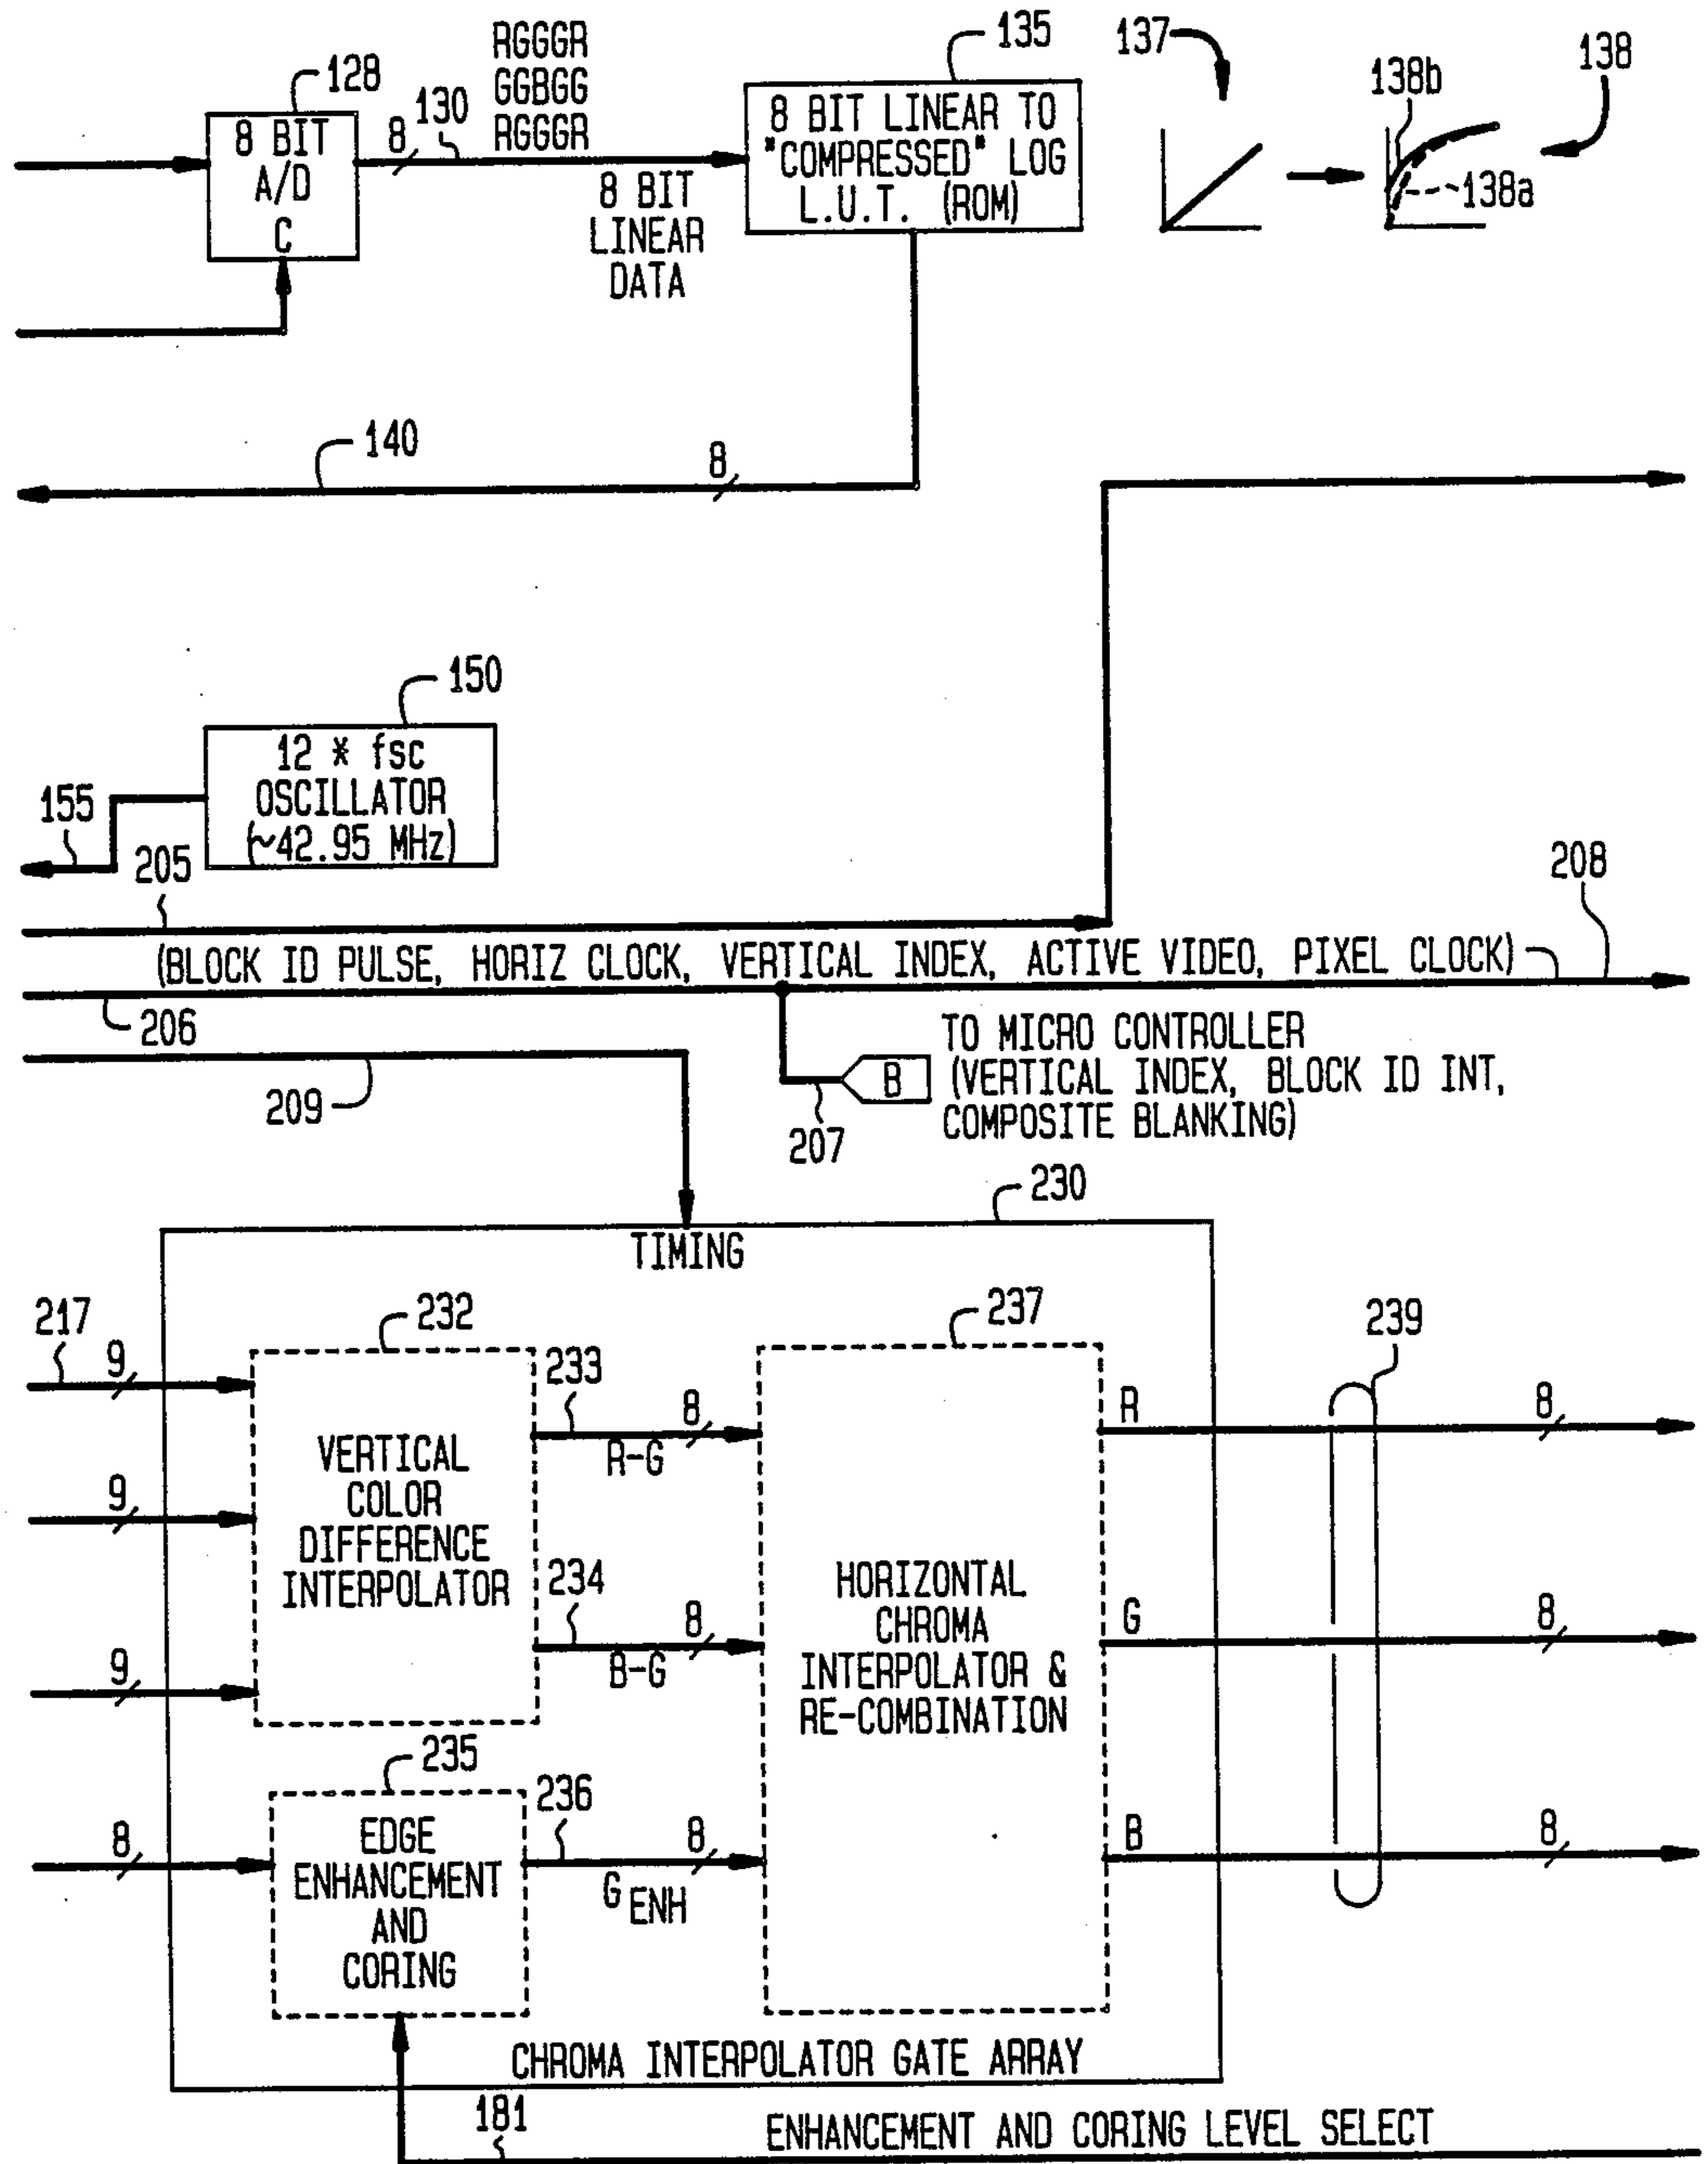 128
8 BIT
A/D
C
8
130
RGGGR
GGBGG
RGGGR
8 BIT
LINEAR
DATA
135
8 BIT LINEAR TO
"COMPRESSED" LOG
L.U.T. (ROM)
137
138b
138
138a
140
8
150
12 * fsc
OSCILLATOR
(~42.95 MHz)
155
205
208
(BLOCK ID PULSE, HORIZ CLOCK, VERTICAL INDEX, ACTIVE VIDEO, PIXEL CLOCK)
206
209
207
B
TO MICRO CONTROLLER
(VERTICAL INDEX, BLOCK ID INT,
COMPOSITE BLANKING)
230
TIMING
217
9
9
9
8
232
VERTICAL
COLOR
DIFFERENCE
INTERPOLATOR
233
8
R-G
234
8
B-G
235
EDGE
ENHANCEMENT
AND
CORING
236
8
G ENH
237
HORIZONTAL
CHROMA
INTERPOLATOR &
RE-COMBINATION
239
R
8
G
8
B
8
CHROMA INTERPOLATOR GATE ARRAY
181
ENHANCEMENT AND CORING LEVEL SELECT